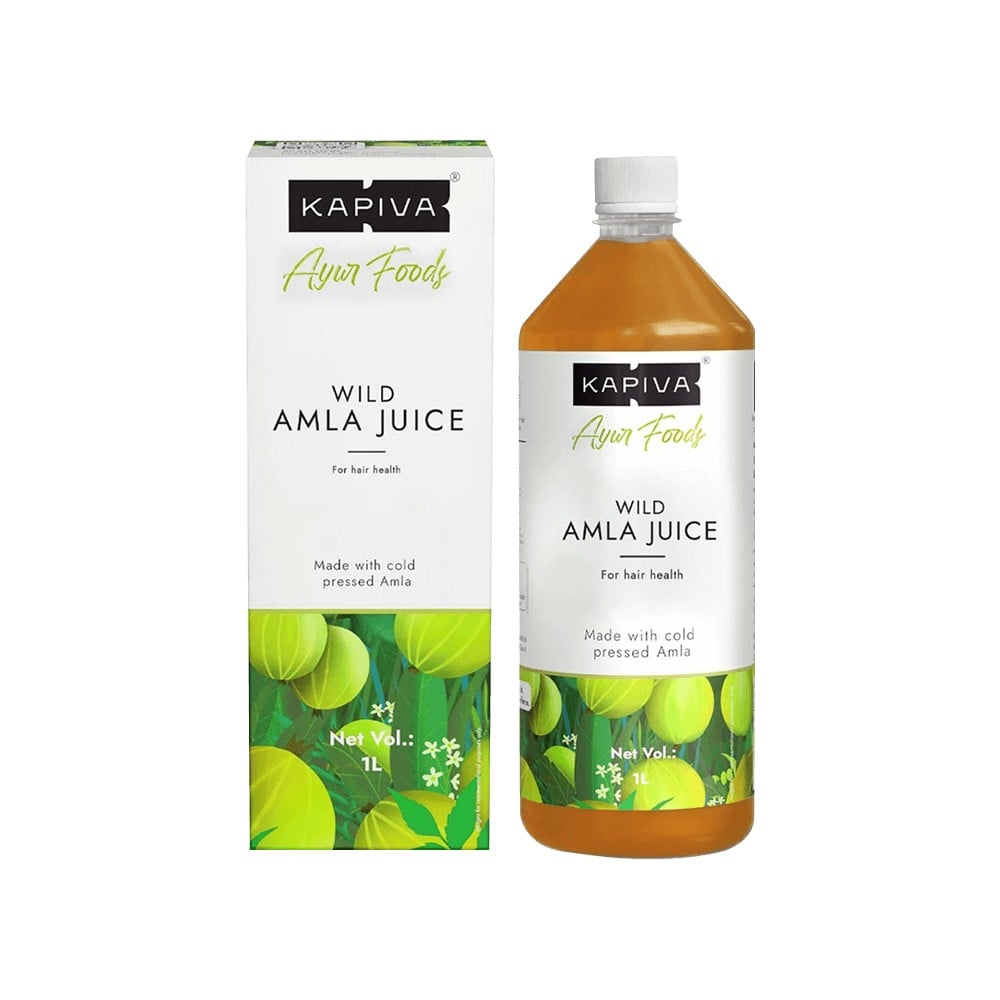 KAPIVA
®
Ayur Foods
WILD
AMLA JUICE
For hair health
Made with cold
pressed Amla
Net Vol.:
1L
KAPIVA
®
Ayur Foods
WILD
AMLA JUICE
For hair health
Made with cold
pressed Amla
Net Vol.:
1L